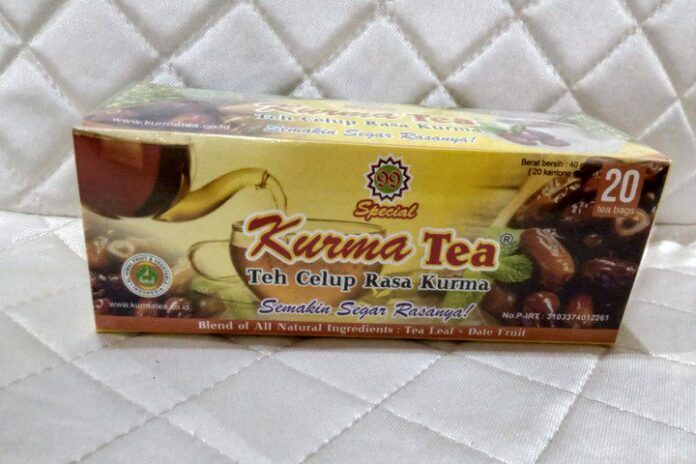 Kurma Tea
Teh Celup Rasa Kurma
Semakin Segar Rasanya!
www.kurmatea.co.id
Berat bersih : 40
20
tea bags
99
Special
Kurma Tea®
Teh Celup Rasa Kurma
Semakin Segar Rasanya!
www.kurmatea.co.id
No.P-IRT : 3103374012261
Blend of All Natural Ingredients : Tea Leaf + Date Fruit